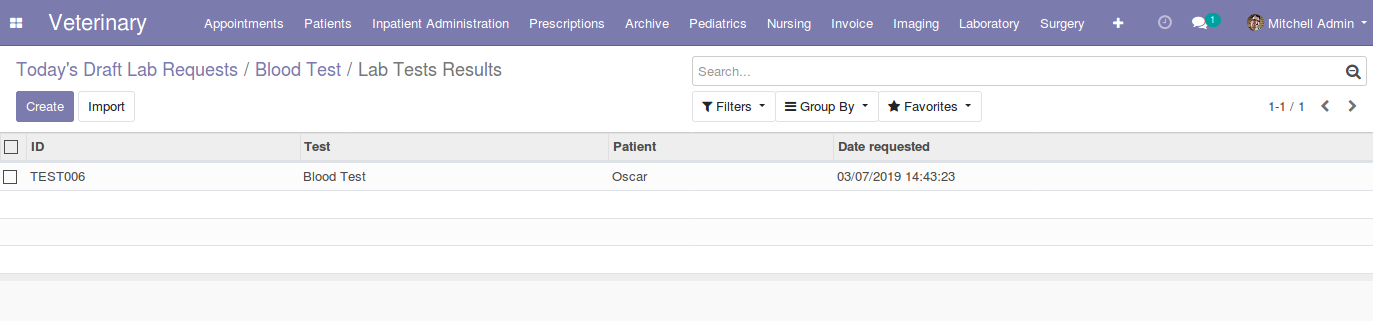 Veterinary Appointments Patients Inpatient Administration Prescriptions Archive Pediatrics Nursing Invoice Imaging Laboratory Surgery 1 Mitchell Admin
Today's Draft Lab Requests / Blood Test / Lab Tests Results Search...
Create Import Filters Group By Favorites 1-1 / 1
ID Test Patient Date requested
TEST006 Blood Test Oscar 03/07/2019 14:43:23